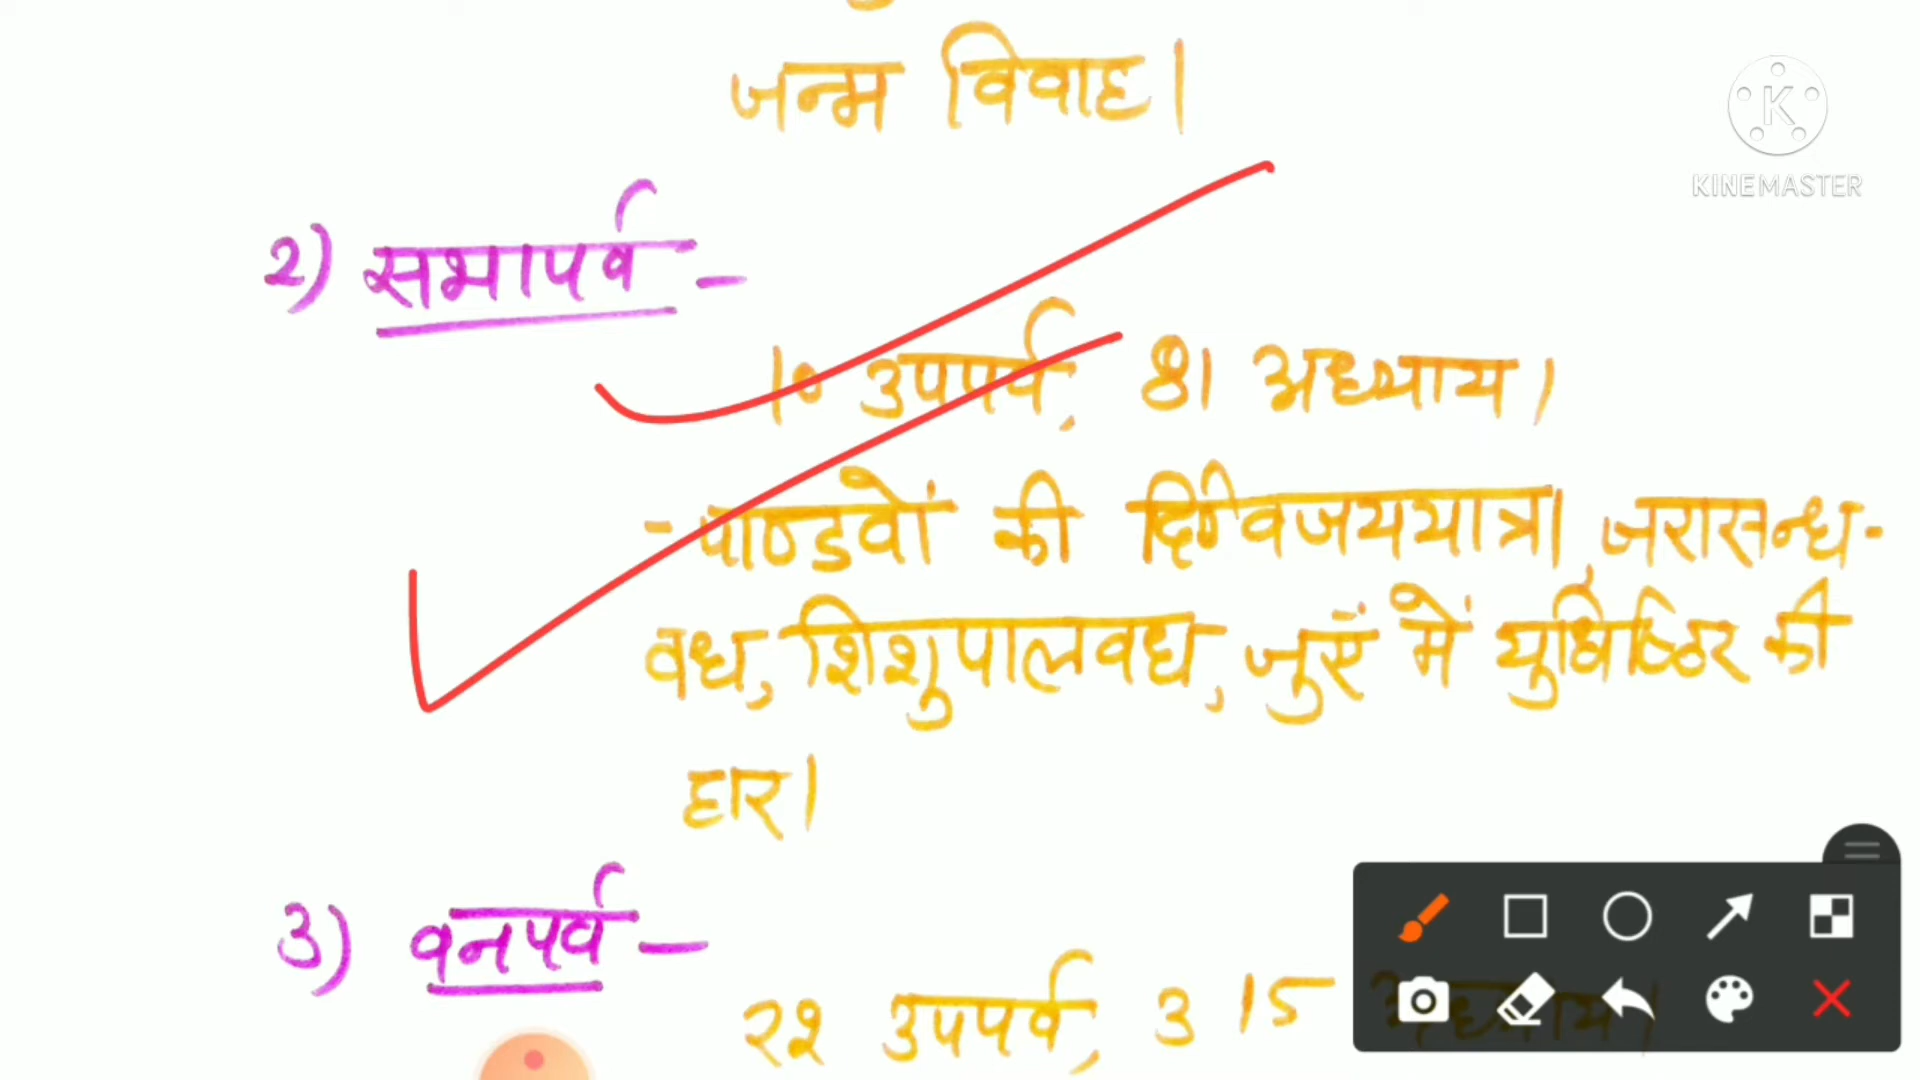 जन्म विवाह।
KINEMASTER
2) सभापर्व -
10 उपपर्व, 81 अध्याय।
- पाण्डवों की दिग्विजययात्रा, जरासन्ध-
वध, शिशुपालवध, जुएं में युधिष्ठिर की
हार।
3) वनपर्व -
उपपर्व, 315 अध्याय।